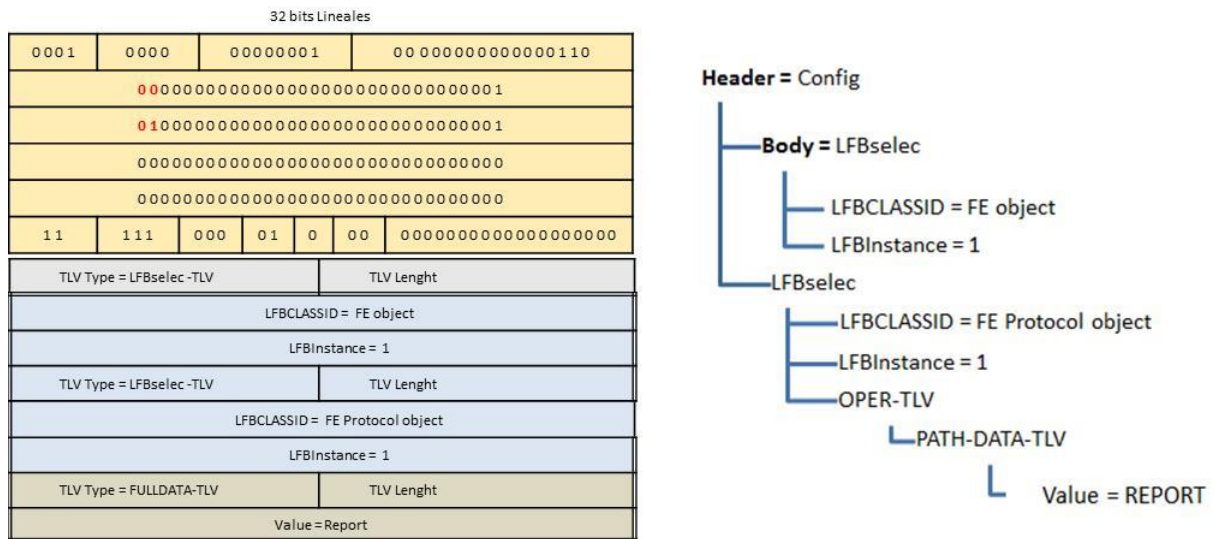 32 bits Lineales
0001 0000 00000001 00 000000000000110
00000000000000000000000000000001
01000000000000000000000000000001
00000000000000000000000000000000
00000000000000000000000000000000
11 111 000 01 0 00 0000000000000000000
TLV Type = LFBselec -TLV TLV Lenght
LFBCLASSID = FE object
LFBInstance = 1
TLV Type = LFBselec -TLV TLV Lenght
LFBCLASSID = FE Protocol object
LFBInstance = 1
TLV Type = FULLDATA-TLV TLV Lenght
Value = Report
Header = Config
Body = LFBselec
LFBCLASSID = FE object
LFBInstance = 1
LFBselec
LFBCLASSID = FE Protocol object
LFBInstance = 1
OPER-TLV
PATH-DATA-TLV
Value = REPORT